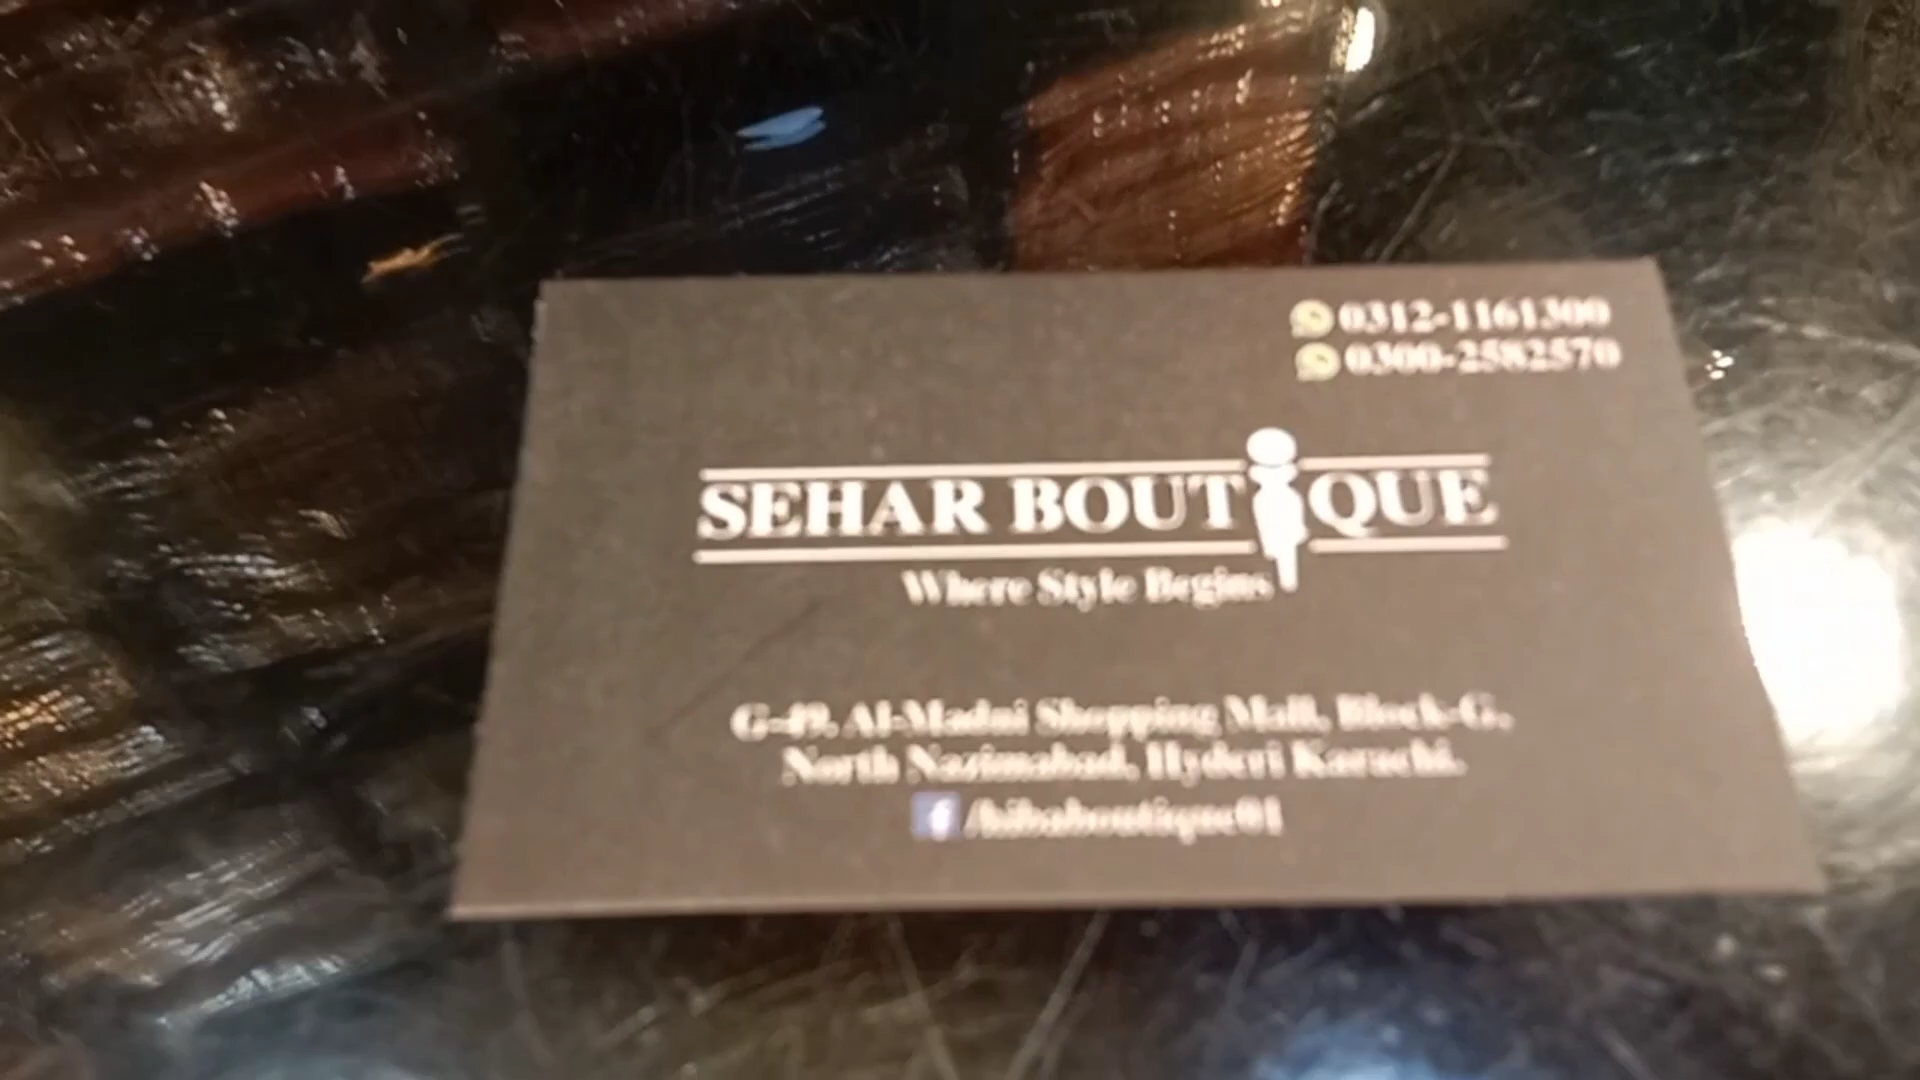 0312-1161300
0300-2582570
SEHAR BOUTIQUE
Where Style Begins
G-49, Al-Madni Shopping Mall, Block-G,
North Nazimabad, Hyderi Karachi.
/hibaboutique01